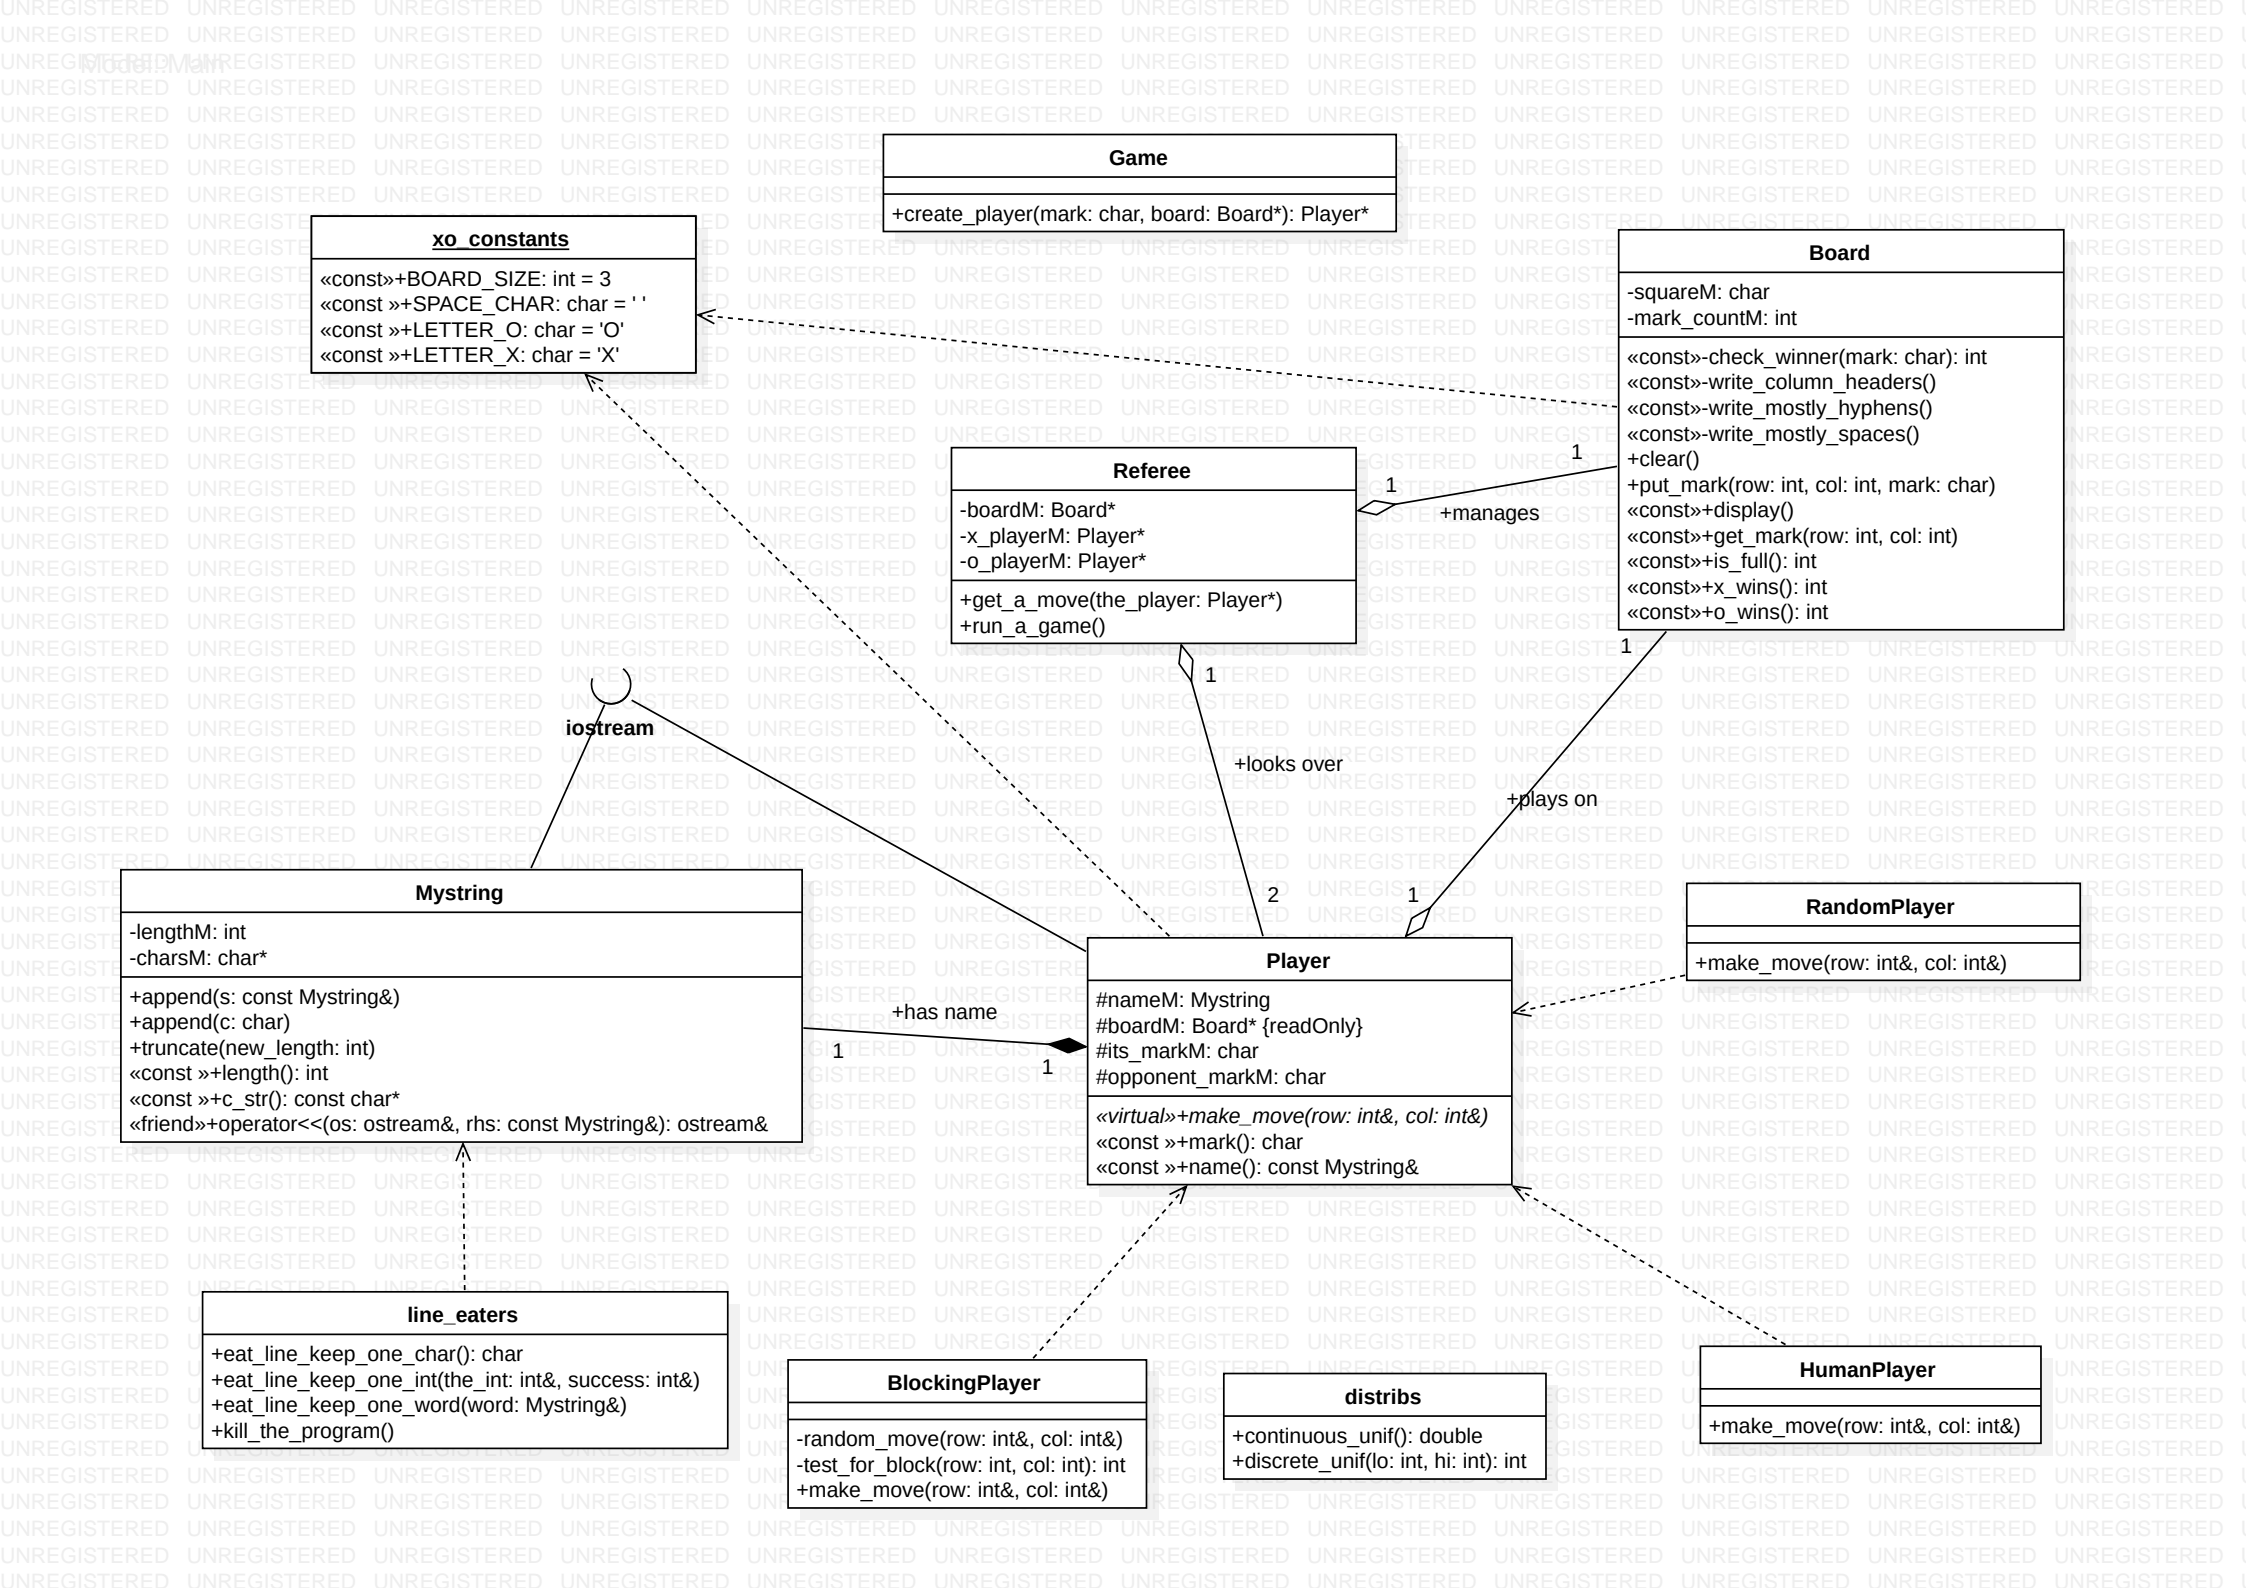 Model::Main
Game
+create_player(mark: char, board: Board*): Player*
xo_constants
«const»+BOARD_SIZE: int = 3
«const »+SPACE_CHAR: char = ' '
«const »+LETTER_O: char = 'O'
«const »+LETTER_X: char = 'X'
Board
-squareM: char
-mark_countM: int
«const»-check_winner(mark: char): int
«const»-write_column_headers()
«const»-write_mostly_hyphens()
«const»-write_mostly_spaces()
+clear()
+put_mark(row: int, col: int, mark: char)
«const»+display()
«const»+get_mark(row: int, col: int)
«const»+is_full(): int
«const»+x_wins(): int
«const»+o_wins(): int
Referee
-boardM: Board*
-x_playerM: Player*
-o_playerM: Player*
+get_a_move(the_player: Player*)
+run_a_game()
1
1
+manages
1
1
iostream
+looks over
+plays on
2
1
Mystring
-lengthM: int
-charsM: char*
+append(s: const Mystring&)
+append(c: char)
+truncate(new_length: int)
«const »+length(): int
«const »+c_str(): const char*
«friend»+operator<<(os: ostream&, rhs: const Mystring&): ostream&
+has name
1
1
Player
#nameM: Mystring
#boardM: Board* {readOnly}
#its_markM: char
#opponent_markM: char
«virtual»+make_move(row: int&, col: int&)
«const »+mark(): char
«const »+name(): const Mystring&
RandomPlayer
+make_move(row: int&, col: int&)
line_eaters
+eat_line_keep_one_char(): char
+eat_line_keep_one_int(the_int: int&, success: int&)
+eat_line_keep_one_word(word: Mystring&)
+kill_the_program()
BlockingPlayer
-random_move(row: int&, col: int&)
-test_for_block(row: int, col: int): int
+make_move(row: int&, col: int&)
distribs
+continuous_unif(): double
+discrete_unif(lo: int, hi: int): int
HumanPlayer
+make_move(row: int&, col: int&)
UNREGISTERED